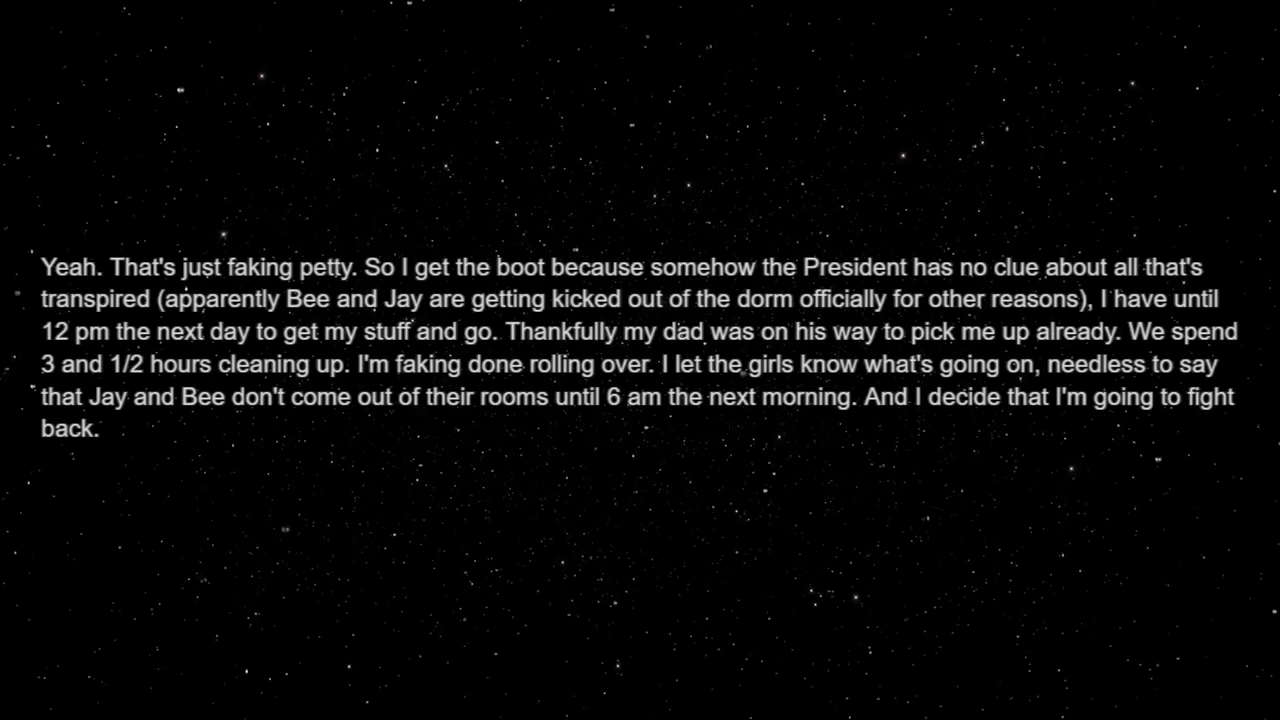 Yeah. That's just faking petty. So I get the boot because somehow the President has no clue about all that's
transpired (apparently Bee and Jay are getting kicked out of the dorm officially for other reasons), I have until
12 pm the next day to get my stuff and go. Thankfully my dad was on his way to pick me up already. We spend
3 and 1/2 hours cleaning up. I'm faking done rolling over. I let the girls know what's going on, needless to say
that Jay and Bee don't come out of their rooms until 6 am the next morning. And I decide that I'm going to fight
back.